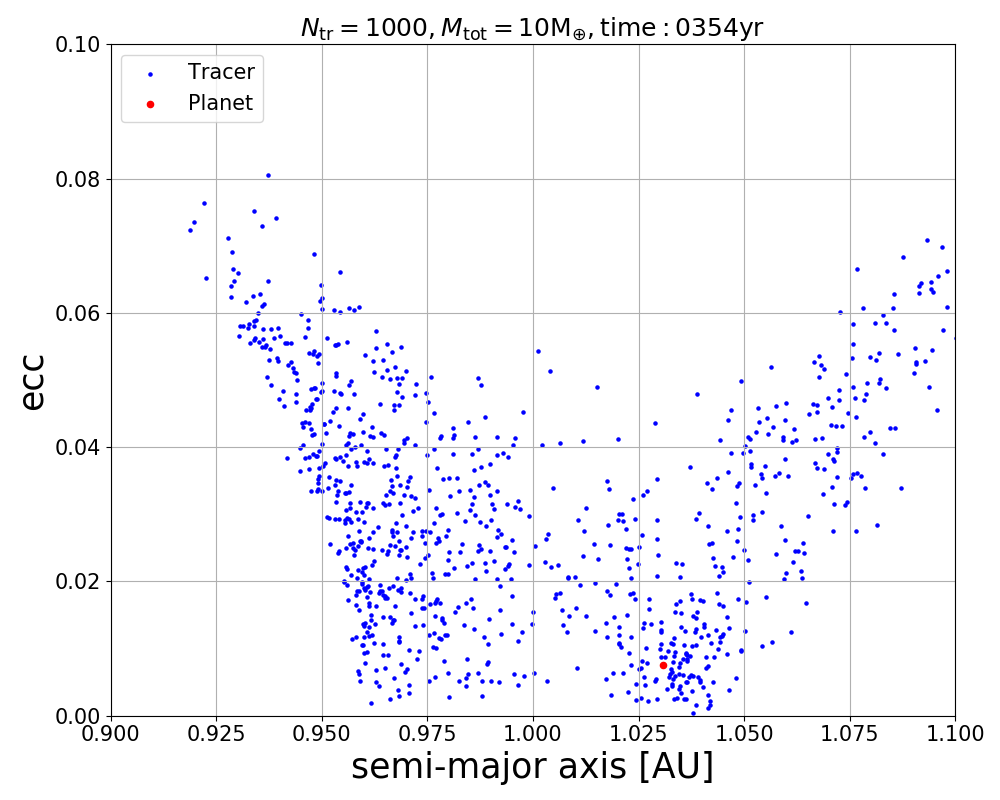 N_tr = 1000, M_tot = 10M_⊕, time : 0354yr
Tracer
Planet
0.10
0.08
0.06
0.04
0.02
0.00
ecc
0.900 0.925 0.950 0.975 1.000 1.025 1.050 1.075 1.100
semi-major axis [AU]